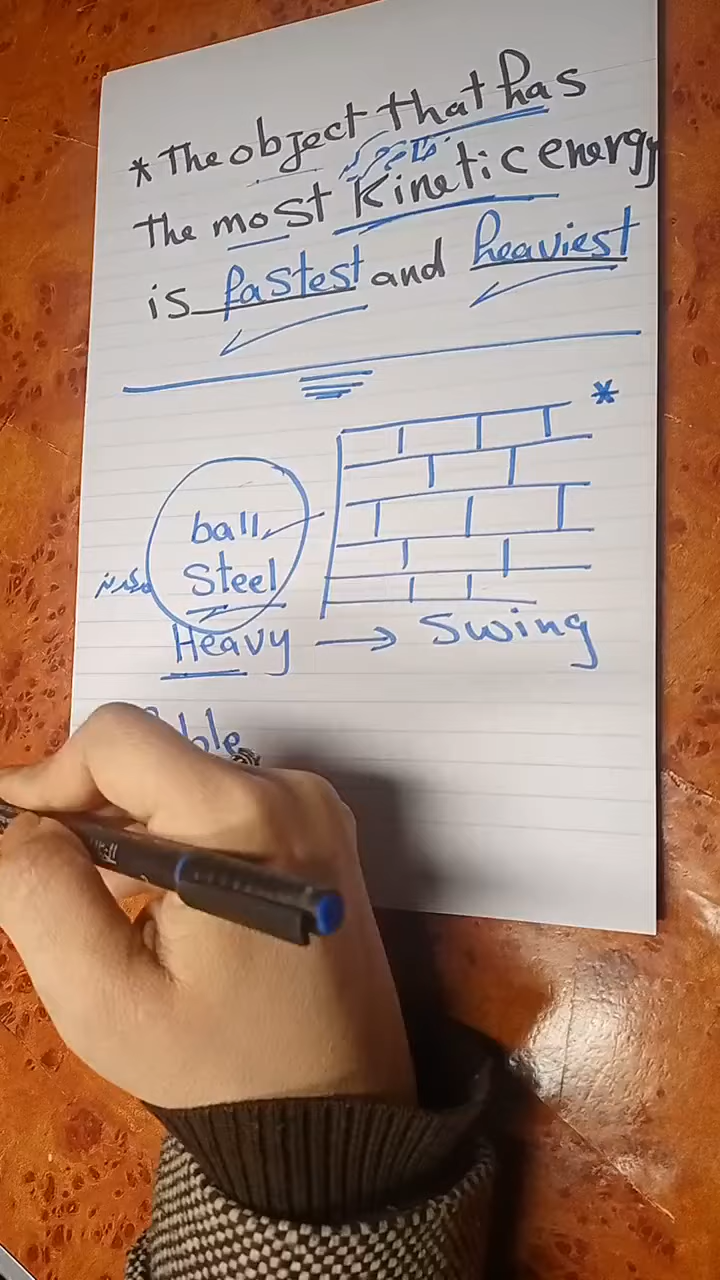 * The object that has
the most kinetic energy
is fastest and heaviest
*
ball
Steel
Heavy → Swing